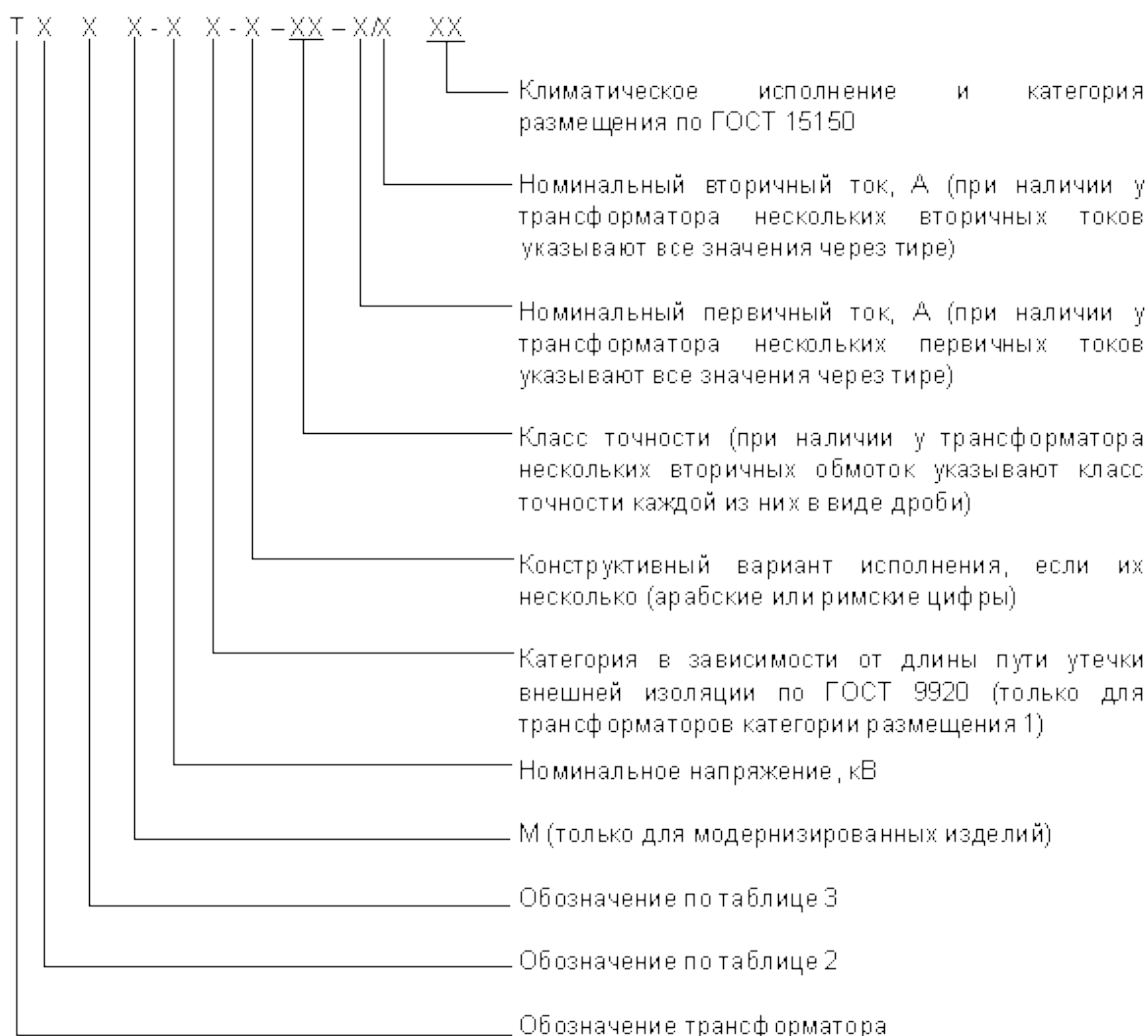 Т Х Х Х - Х Х - Х – ХХ – Х/Х ХХ
Климатическое исполнение и категория
размещения по ГОСТ 15150
Номинальный вторичный ток, А (при наличии у
трансформатора нескольких вторичных токов
указывают все значения через тире)
Номинальный первичный ток, А (при наличии у
трансформатора нескольких первичных токов
указывают все значения через тире)
Класс точности (при наличии у трансформатора
нескольких вторичных обмоток указывают класс
точности каждой из них в виде дроби)
Конструктивный вариант исполнения, если их
несколько (арабские или римские цифры)
Категория в зависимости от длины пути утечки
внешней изоляции по ГОСТ 9920 (только для
трансформаторов категории размещения 1)
Номинальное напряжение, кВ
М (только для модернизированных изделий)
Обозначение по таблице 3
Обозначение по таблице 2
Обозначение трансформатора